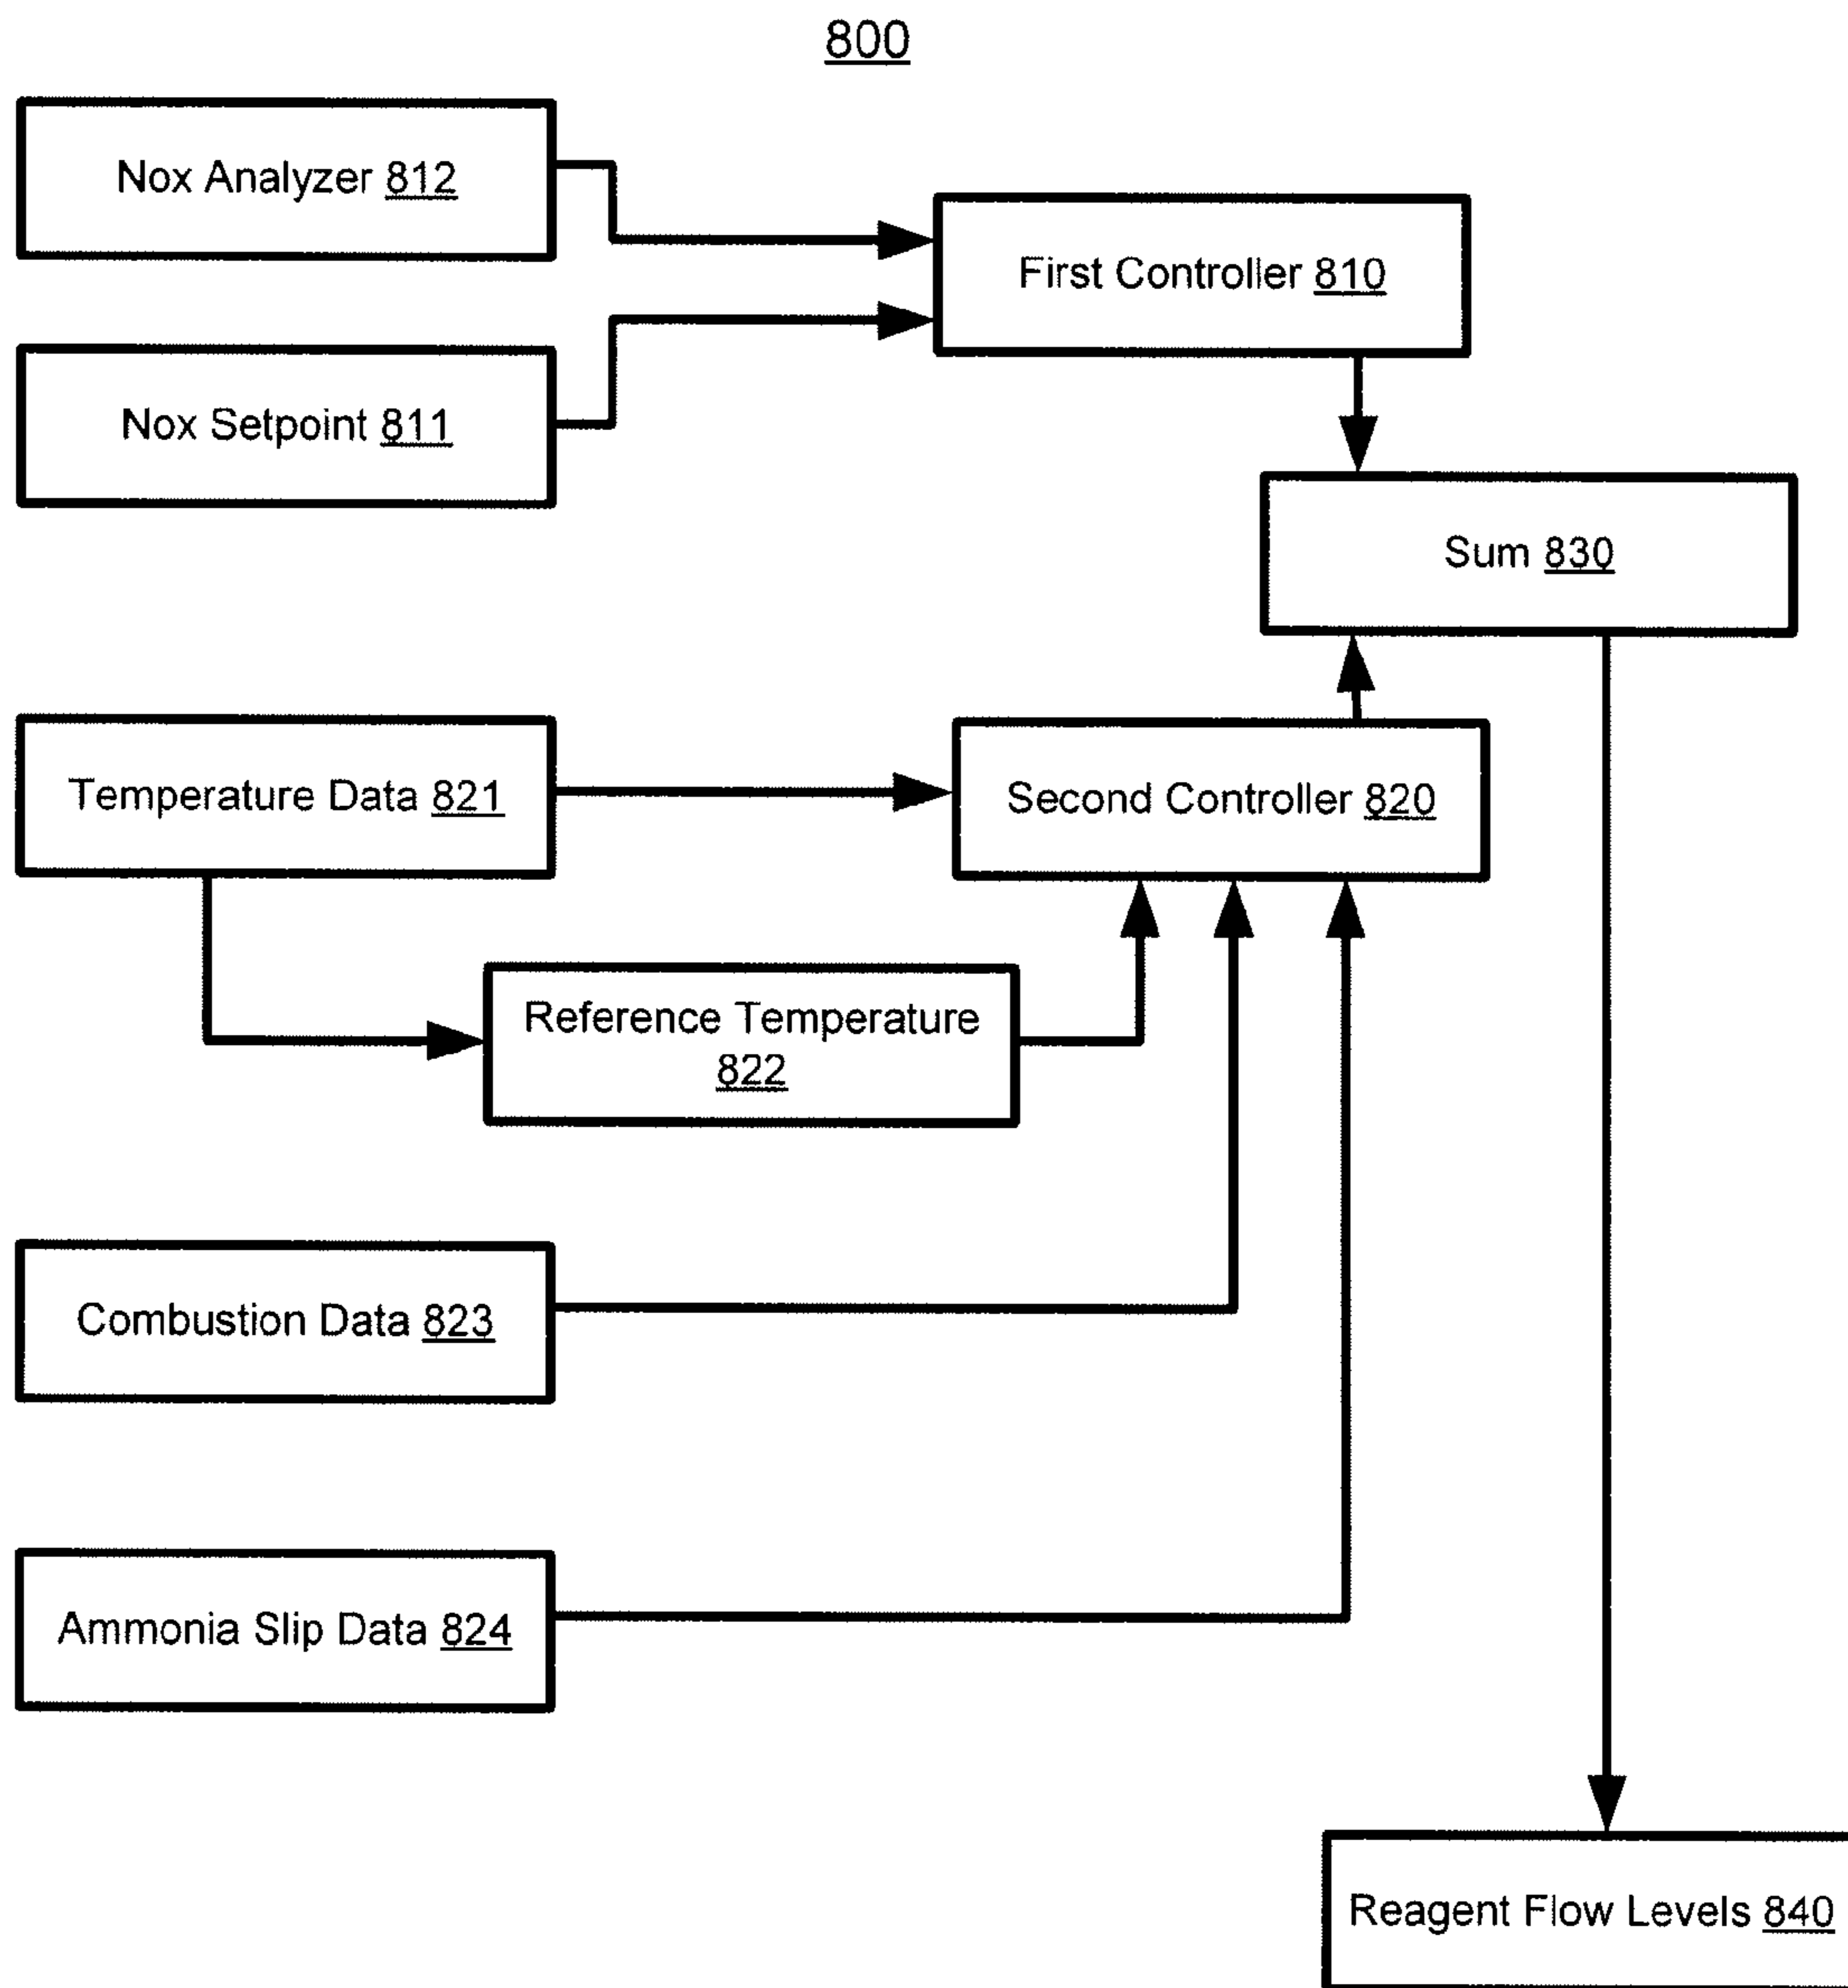 800
Nox Analyzer 812
First Controller 810
Nox Setpoint 811
Sum 830
Temperature Data 821
Second Controller 820
Reference Temperature
822
Combustion Data 823
Ammonia Slip Data 824
Reagent Flow Levels 840